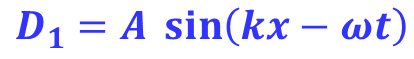 D₁ = A sin(kx − ωt)